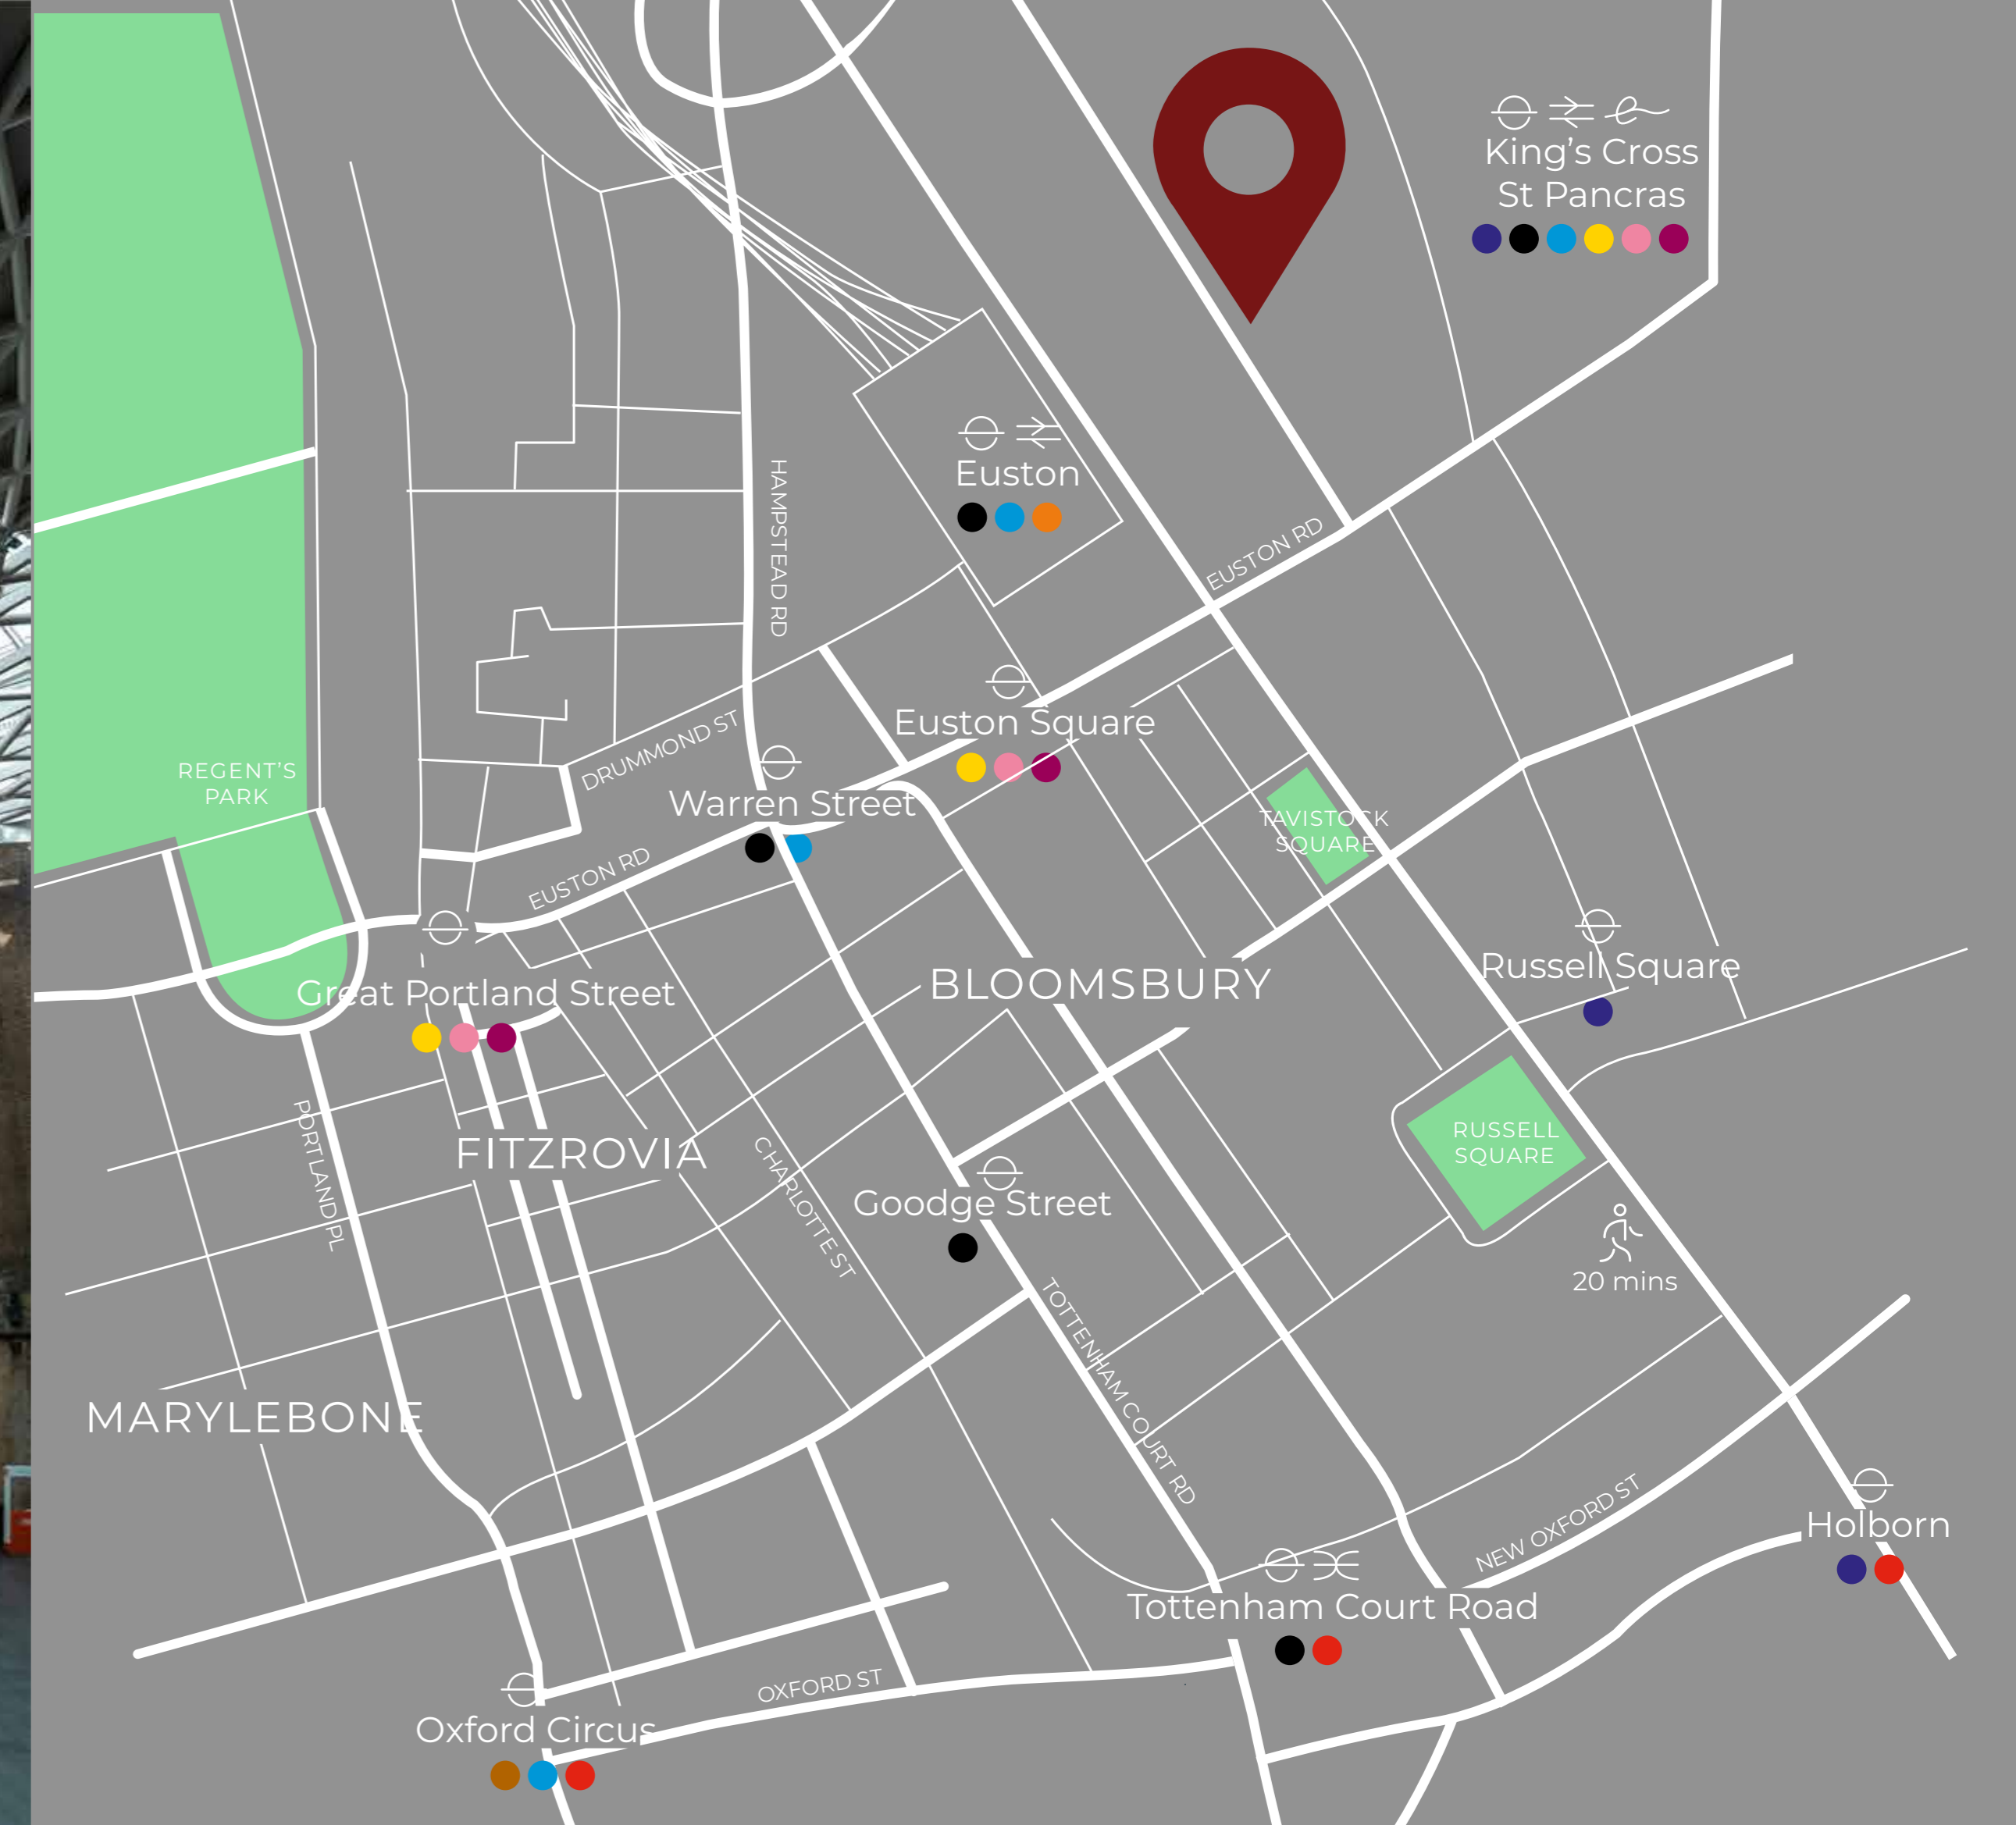 King’s Cross
St Pancras
Euston
HAMPSTEAD RD
EUSTON RD
Euston Square
DRUMMOND ST
REGENT’S
PARK
Warren Street
TAVISTOCK
SQUARE
EUSTON RD
Russell Square
Great Portland Street
BLOOMSBURY
PORTLAND PL
FITZROVIA
CHARLOTTE ST
RUSSELL
SQUARE
Goodge Street
20 mins
TOTTENHAM COURT RD
MARYLEBONE
NEW OXFORD ST
Holborn
Tottenham Court Road
OXFORD ST
Oxford Circus